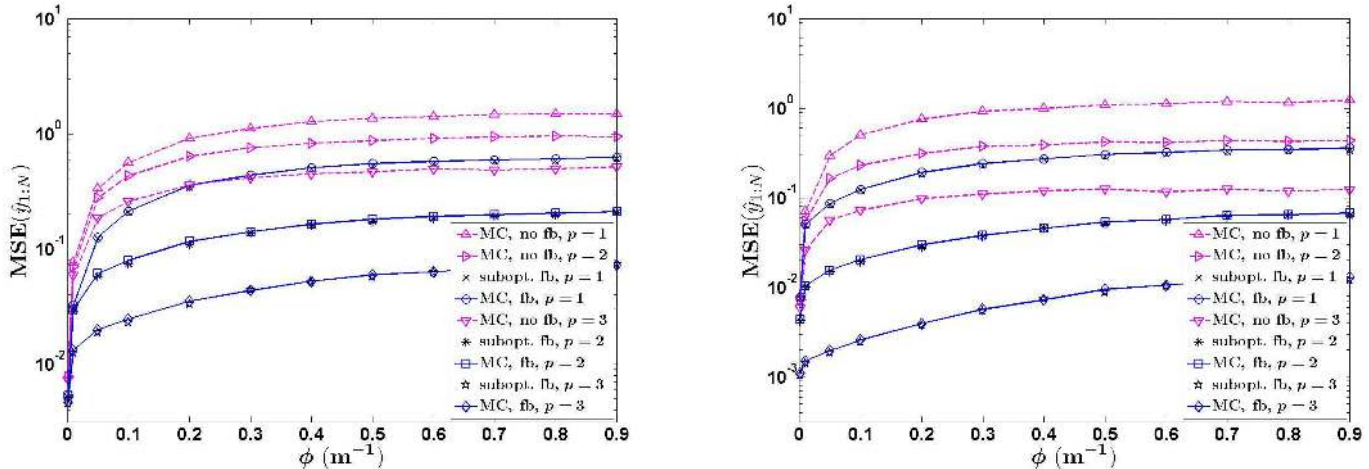 10^1
10^0
10^{-1}
10^{-2}
MSE(ŷ_{1:N})
0 0.1 0.2 0.3 0.4 0.5 0.6 0.7 0.8 0.9
ϕ (m^{-1})
MC, no fb, p = 1
MC, no fb, p = 2
subopt. fb, p = 1
MC, fb, p = 1
MC, no fb, p = 3
subopt. fb, p = 2
MC, fb, p = 2
subopt. fb, p = 3
MC, fb, p = 3
10^1
10^0
10^{-1}
10^{-2}
10^{-3}
MSE(ŷ_{1:N})
0 0.1 0.2 0.3 0.4 0.5 0.6 0.7 0.8 0.9
ϕ (m^{-1})
MC, no fb, p = 1
MC, no fb, p = 2
subopt. fb, p = 1
MC, fb, p = 1
MC, no fb, p = 3
subopt. fb, p = 2
MC, fb, p = 2
subopt. fb, p = 3
MC, fb, p = 3